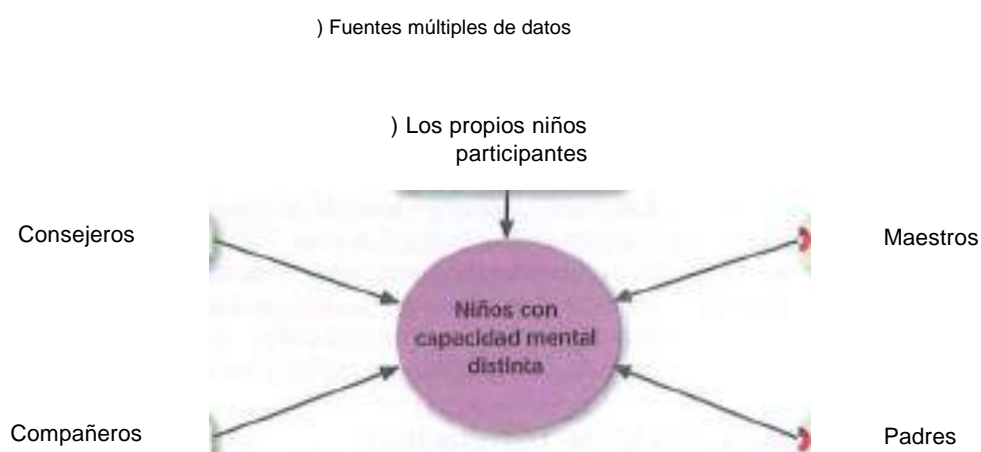 ) Fuentes múltiples de datos
) Los propios niños
participantes
Consejeros
Maestros
Niños con
capacidad mental
distinta
Compañeros
Padres